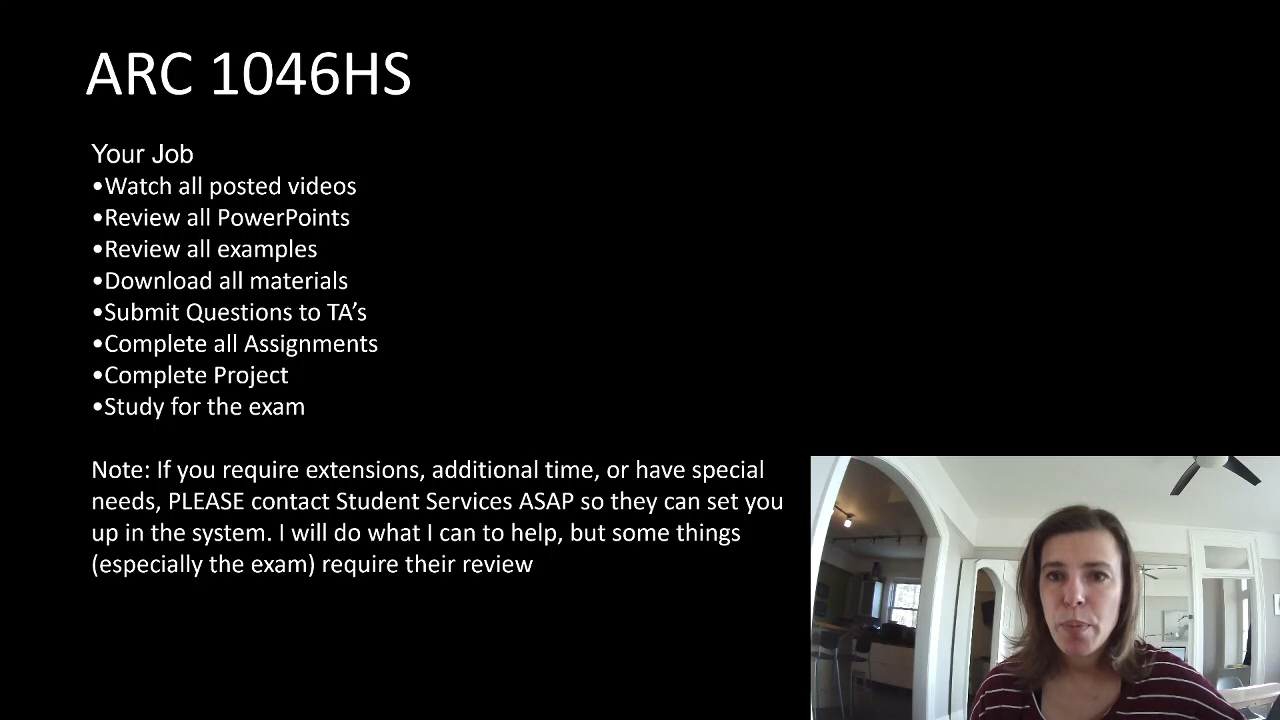 ARC 1046HS
Your Job
•Watch all posted videos
•Review all PowerPoints
•Review all examples
•Download all materials
•Submit Questions to TA’s
•Complete all Assignments
•Complete Project
•Study for the exam
Note: If you require extensions, additional time, or have special
needs, PLEASE contact Student Services ASAP so they can set you
up in the system. I will do what I can to help, but some things
(especially the exam) require their review